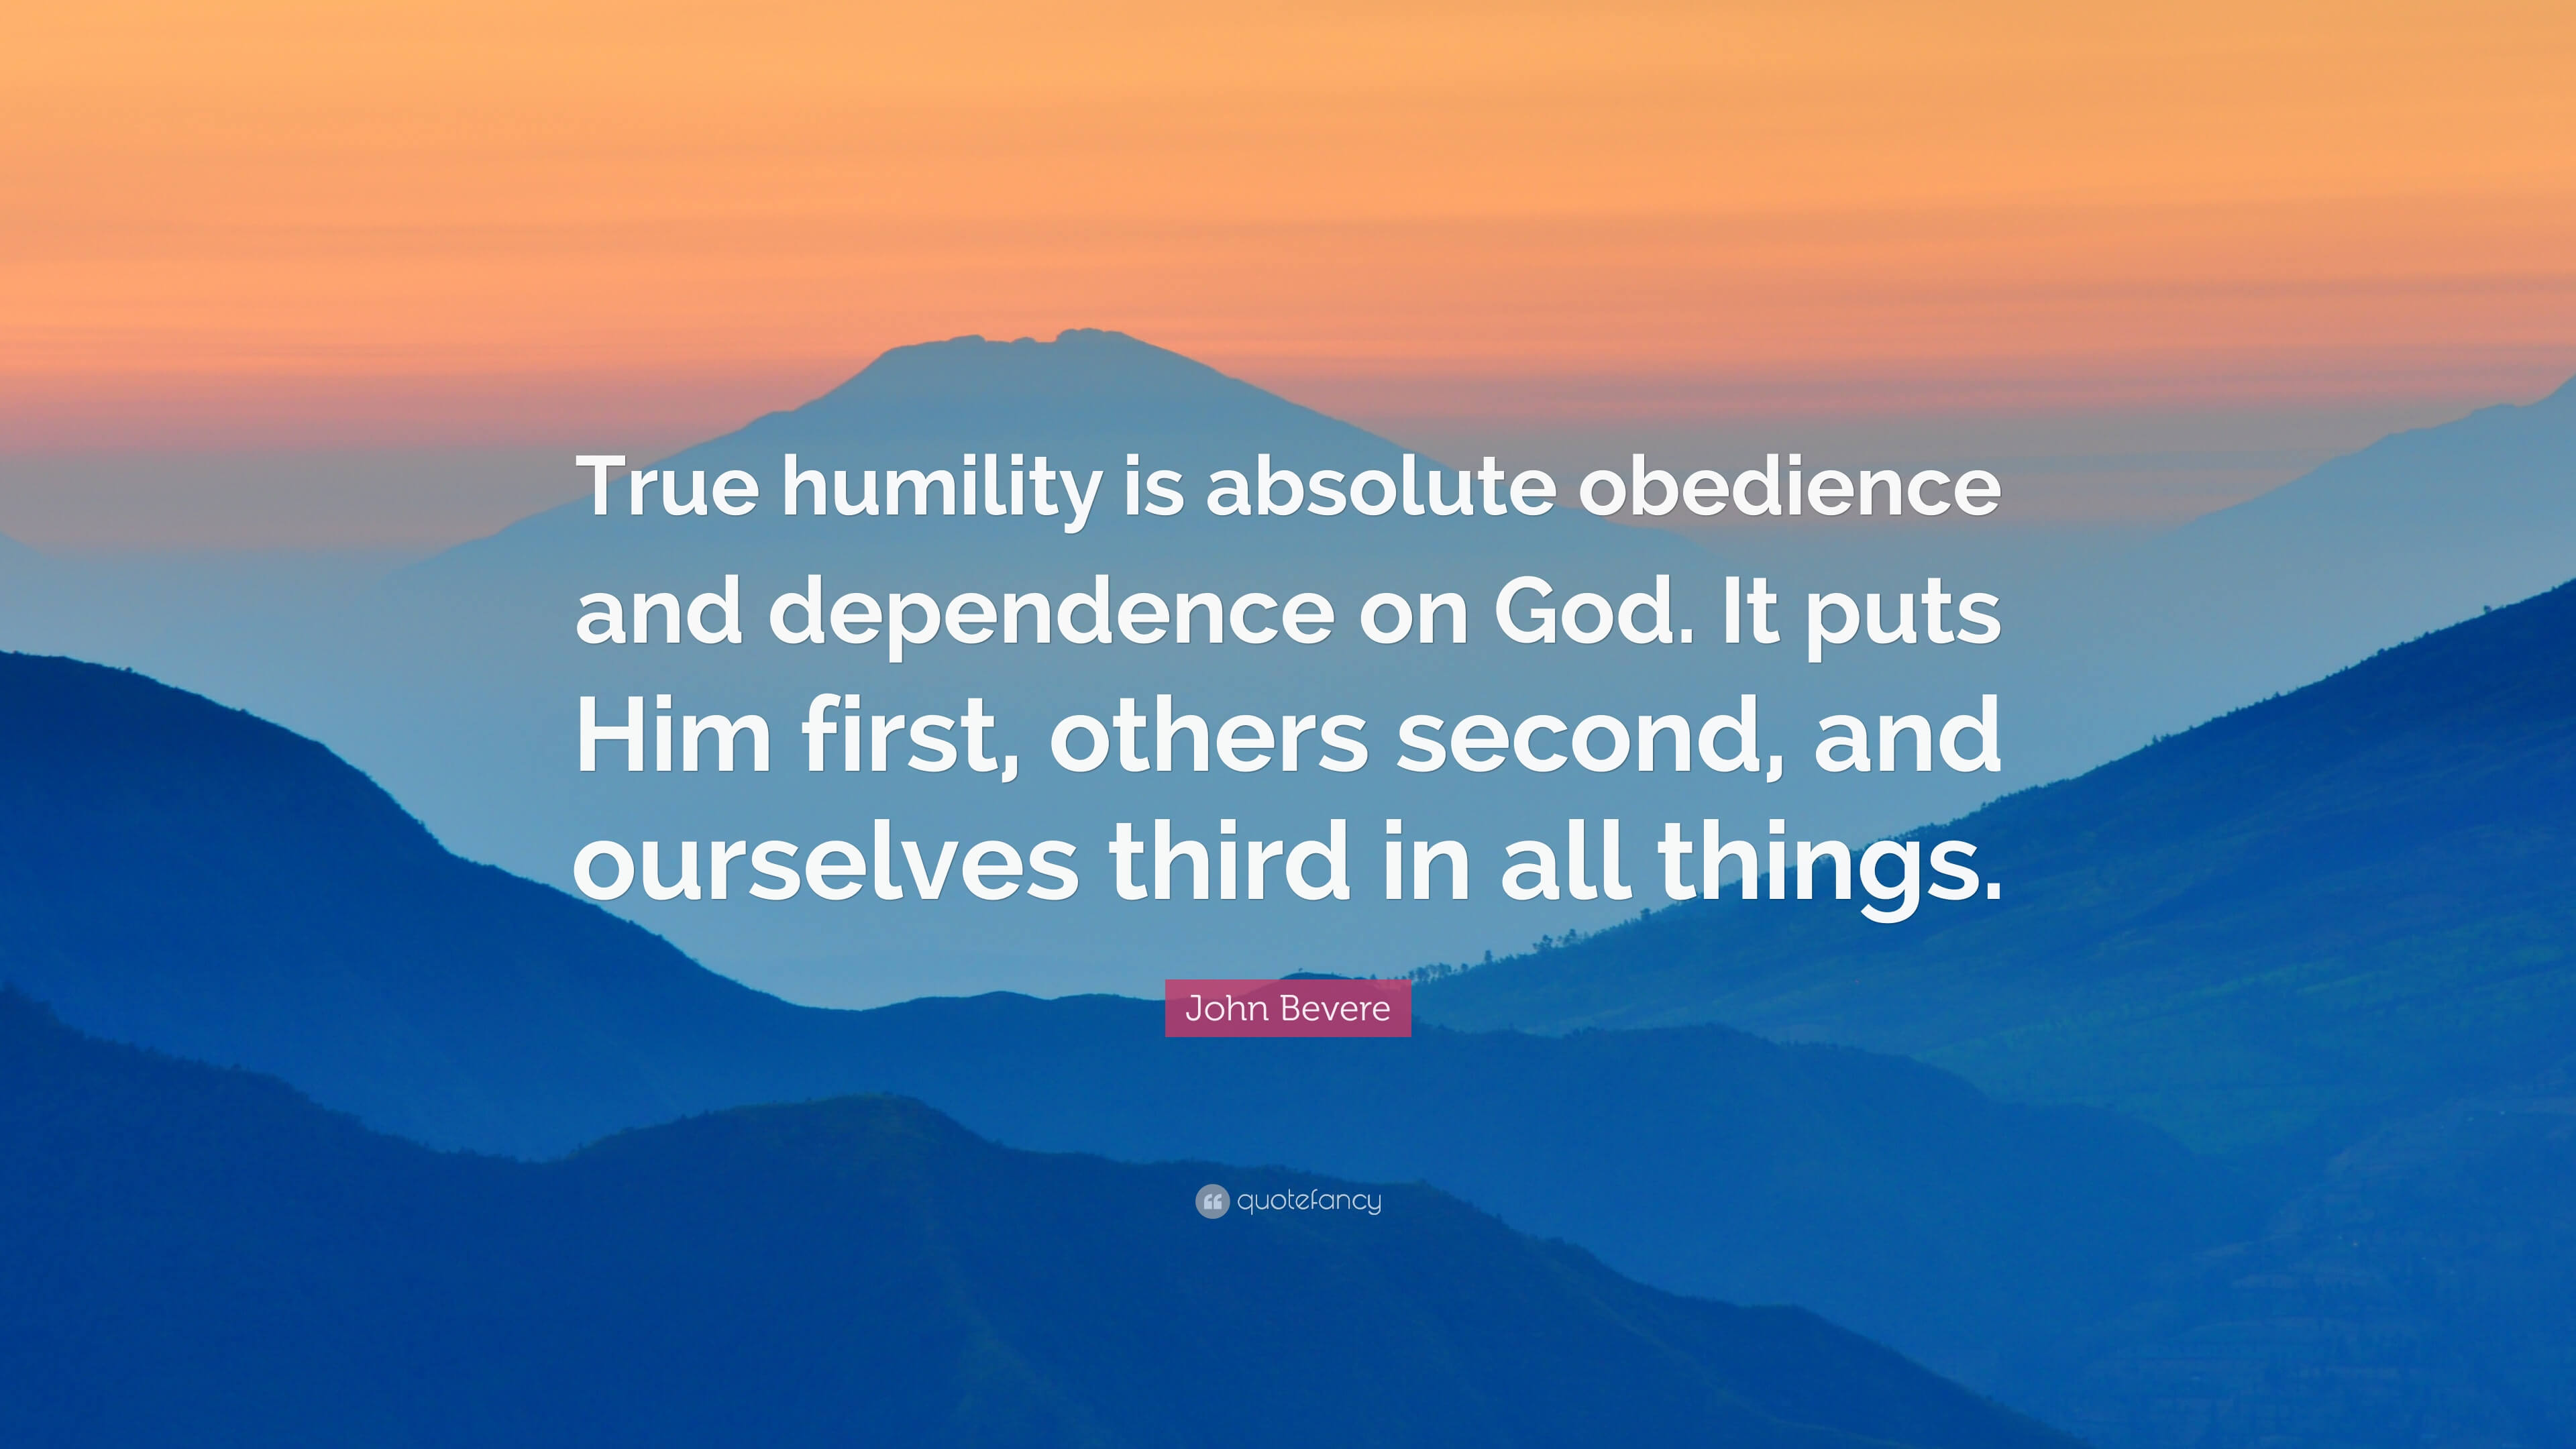 True humility is absolute obedience
and dependence on God. It puts
Him first, others second, and
ourselves third in all things.
John Bevere
quotefancy